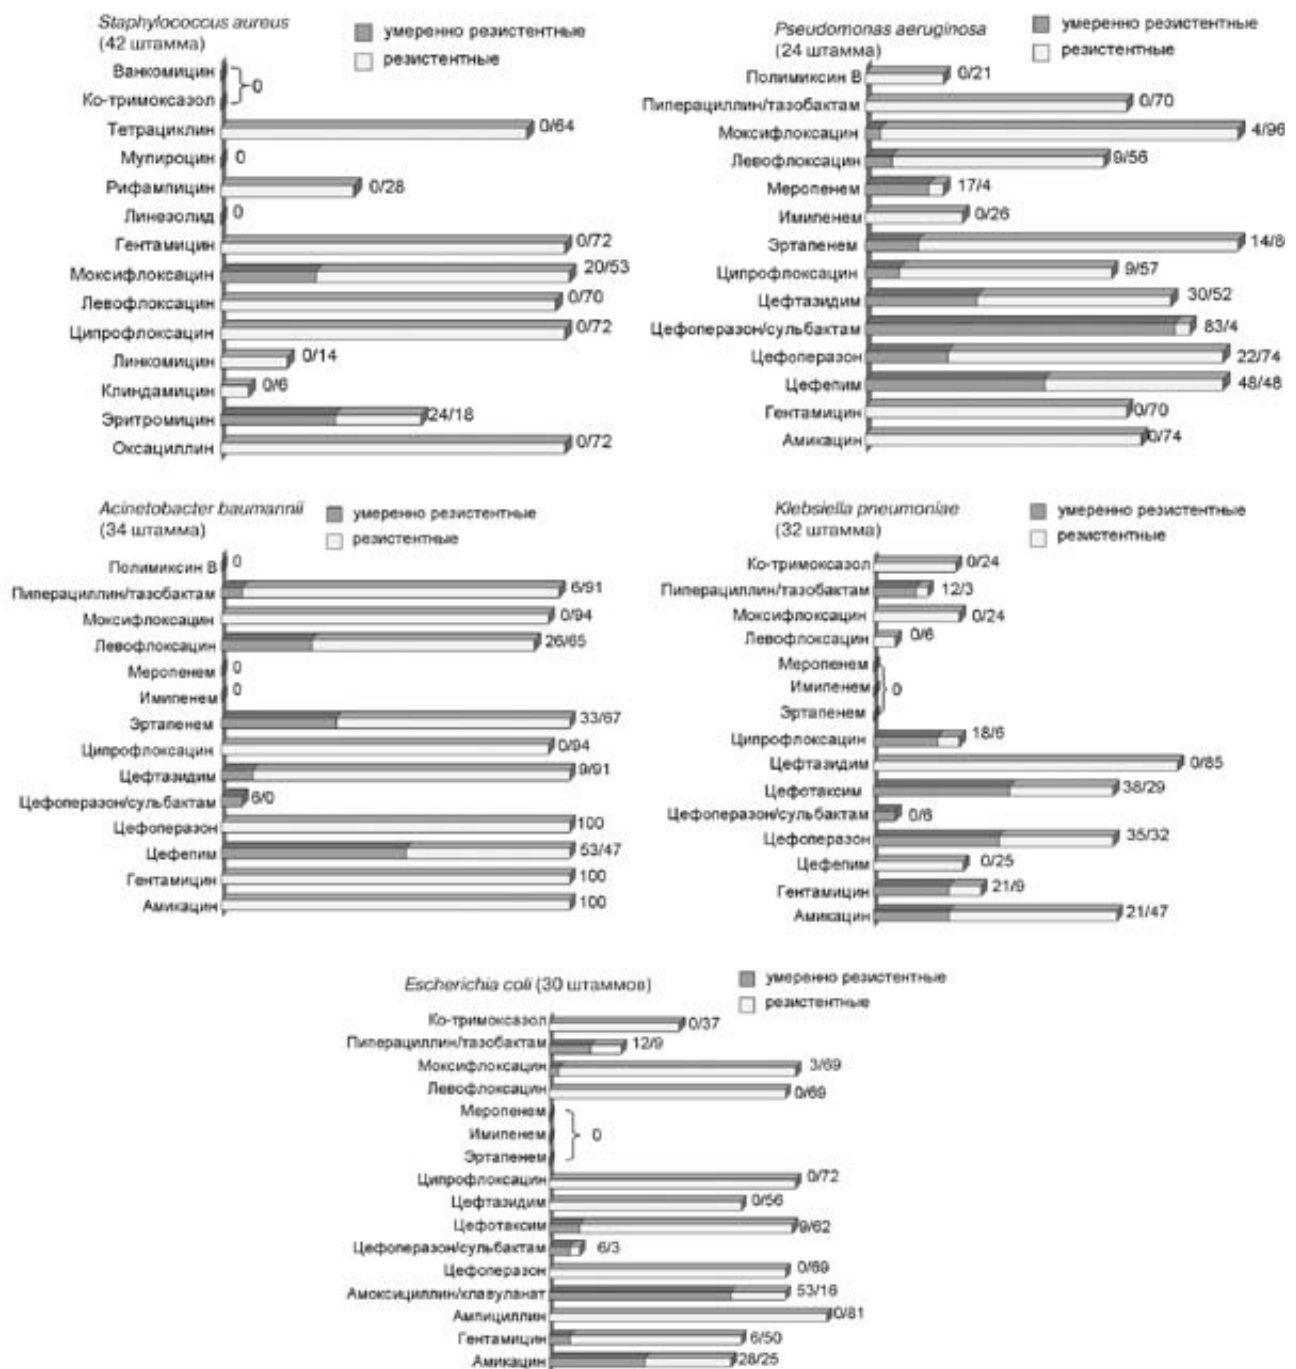 Staphylococcus aureus
(42 штамма)
умеренно резистентные
резистентные
Ванкомицин
Ко-тримоксазол
0
Тетрациклин 0/64
Мупироцин 0
Рифампицин 0/28
Линезолид 0
Гентамицин 0/72
Моксифлоксацин 20/53
Левофлоксацин 0/70
Ципрофлоксацин 0/72
Линкомицин 0/14
Клиндамицин 0/6
Эритромицин 24/18
Оксациллин 0/72
Pseudomonas aeruginosa
(24 штамма)
умеренно резистентные
резистентные
Полимиксин В 0/21
Пиперациллин/тазобактам 0/70
Моксифлоксацин 4/96
Левофлоксацин 9/56
Меропенем 17/4
Имипенем 0/26
Эртапенем 14/8
Ципрофлоксацин 9/57
Цефтазидим 30/52
Цефоперазон/сульбактам 83/4
Цефоперазон 22/74
Цефепим 48/48
Гентамицин 0/70
Амикацин 0/74
Acinetobacter baumannii
(34 штамма)
умеренно резистентные
резистентные
Полимиксин В 0
Пиперациллин/тазобактам 6/91
Моксифлоксацин 0/94
Левофлоксацин 26/65
Меропенем 0
Имипенем 0
Эртапенем 33/67
Ципрофлоксацин 0/94
Цефтазидим 9/91
Цефоперазон/сульбактам 6/0
Цефоперазон 100
Цефепим 53/47
Гентамицин 100
Амикацин 100
Klebsiella pneumoniae
(32 штамма)
умеренно резистентные
резистентные
Ко-тримоксазол 0/24
Пиперациллин/тазобактам 12/3
Моксифлоксацин 0/24
Левофлоксацин 0/6
Меропенем
Имипенем 0
Эртапенем
Ципрофлоксацин 18/6
Цефтазидим 0/85
Цефотаксим 38/29
Цефоперазон/сульбактам 0/6
Цефоперазон 35/32
Цефепим 0/25
Гентамицин 21/9
Амикацин 21/47
Escherichia coli (30 штаммов)
умеренно резистентные
резистентные
Ко-тримоксазол 0/37
Пиперациллин/тазобактам 12/9
Моксифлоксацин 3/69
Левофлоксацин 0/69
Меропенем
Имипенем 0
Эртапенем
Ципрофлоксацин 0/72
Цефтазидим 0/56
Цефотаксим 9/62
Цефоперазон/сульбактам 6/3
Цефоперазон 0/69
Амоксициллин/клавуланат 53/16
Ампициллин 0/81
Гентамицин 6/50
Амикацин 28/25